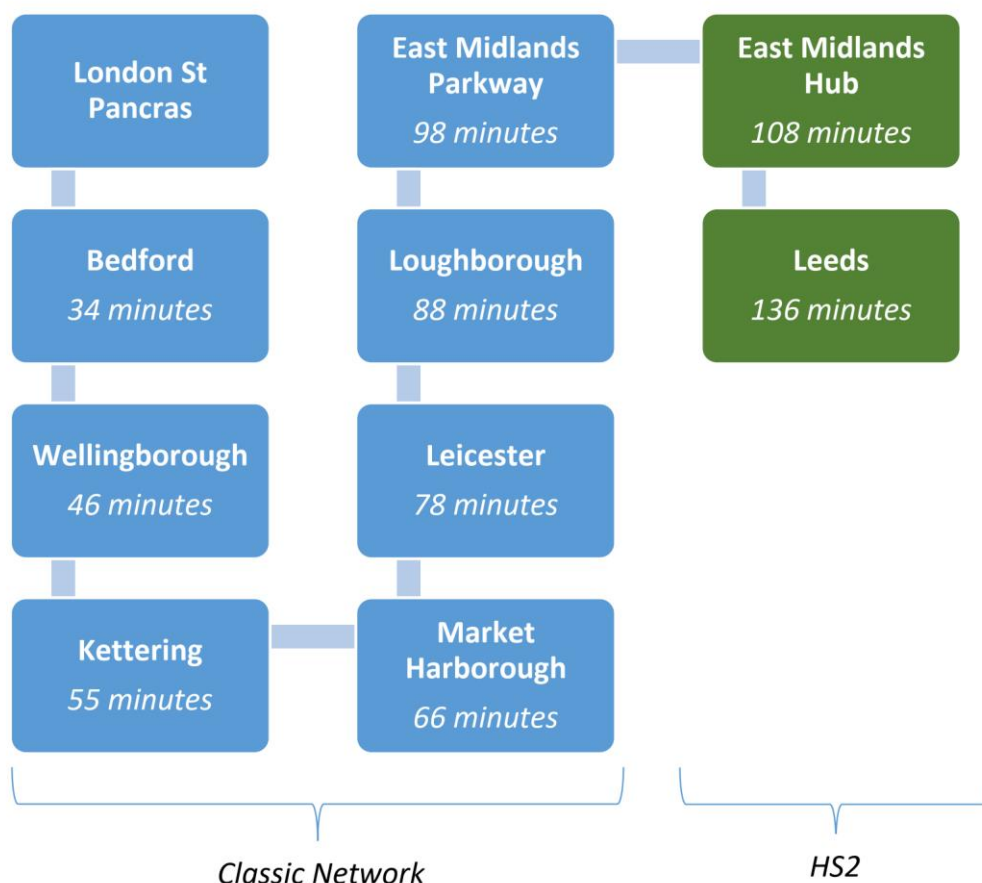 London St
Pancras
Bedford
34 minutes
Wellingborough
46 minutes
Kettering
55 minutes
Market
Harborough
66 minutes
Leicester
78 minutes
Loughborough
88 minutes
East Midlands
Parkway
98 minutes
East Midlands
Hub
108 minutes
Leeds
136 minutes
Classic Network
HS2